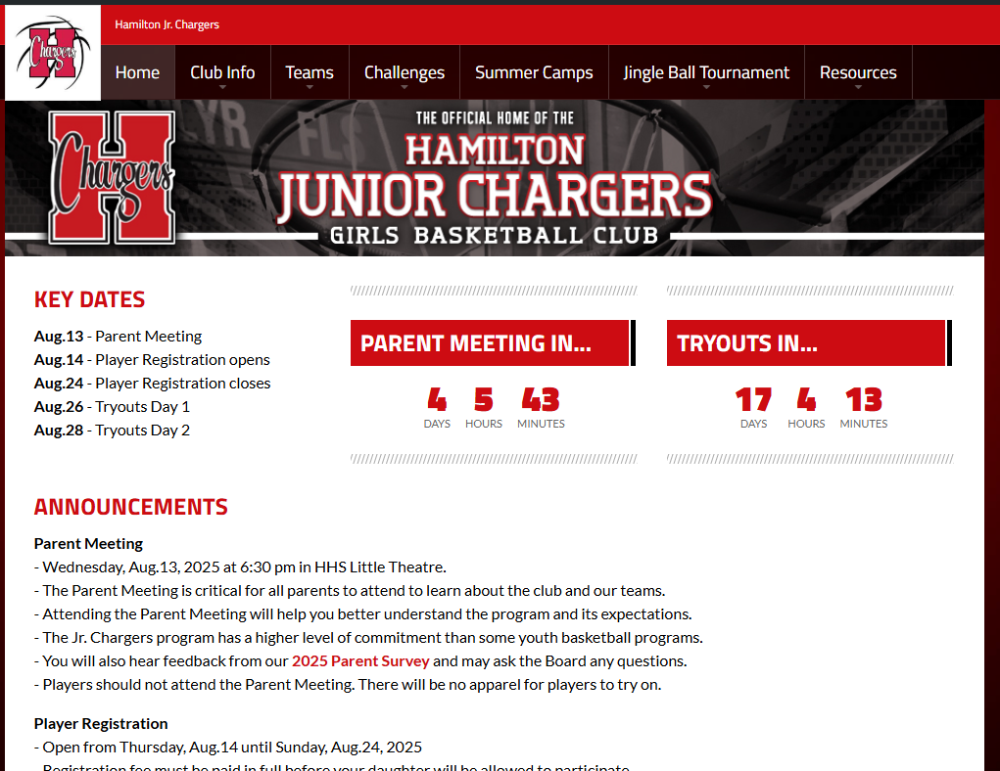 Chargers
H
Hamilton Jr. Chargers
Home
Club Info
Teams
Challenges
Summer Camps
Jingle Ball Tournament
Resources
H
Chargers
THE OFFICIAL HOME OF THE
HAMILTON
JUNIOR CHARGERS
GIRLS BASKETBALL CLUB
KEY DATES
Aug.13 - Parent Meeting
Aug.14 - Player Registration opens
Aug.24 - Player Registration closes
Aug.26 - Tryouts Day 1
Aug.28 - Tryouts Day 2
PARENT MEETING IN...
4 5 43
DAYS HOURS MINUTES
TRYOUTS IN...
17 4 13
DAYS HOURS MINUTES
ANNOUNCEMENTS
Parent Meeting
- Wednesday, Aug.13, 2025 at 6:30 pm in HHS Little Theatre.
- The Parent Meeting is critical for all parents to attend to learn about the club and our teams.
- Attending the Parent Meeting will help you better understand the program and its expectations.
- The Jr. Chargers program has a higher level of commitment than some youth basketball programs.
- You will also hear feedback from our 2025 Parent Survey and may ask the Board any questions.
- Players should not attend the Parent Meeting. There will be no apparel for players to try on.
Player Registration
- Open from Thursday, Aug.14 until Sunday, Aug.24, 2025
- Registration fee must be paid in full before your daughter will be allowed to participate